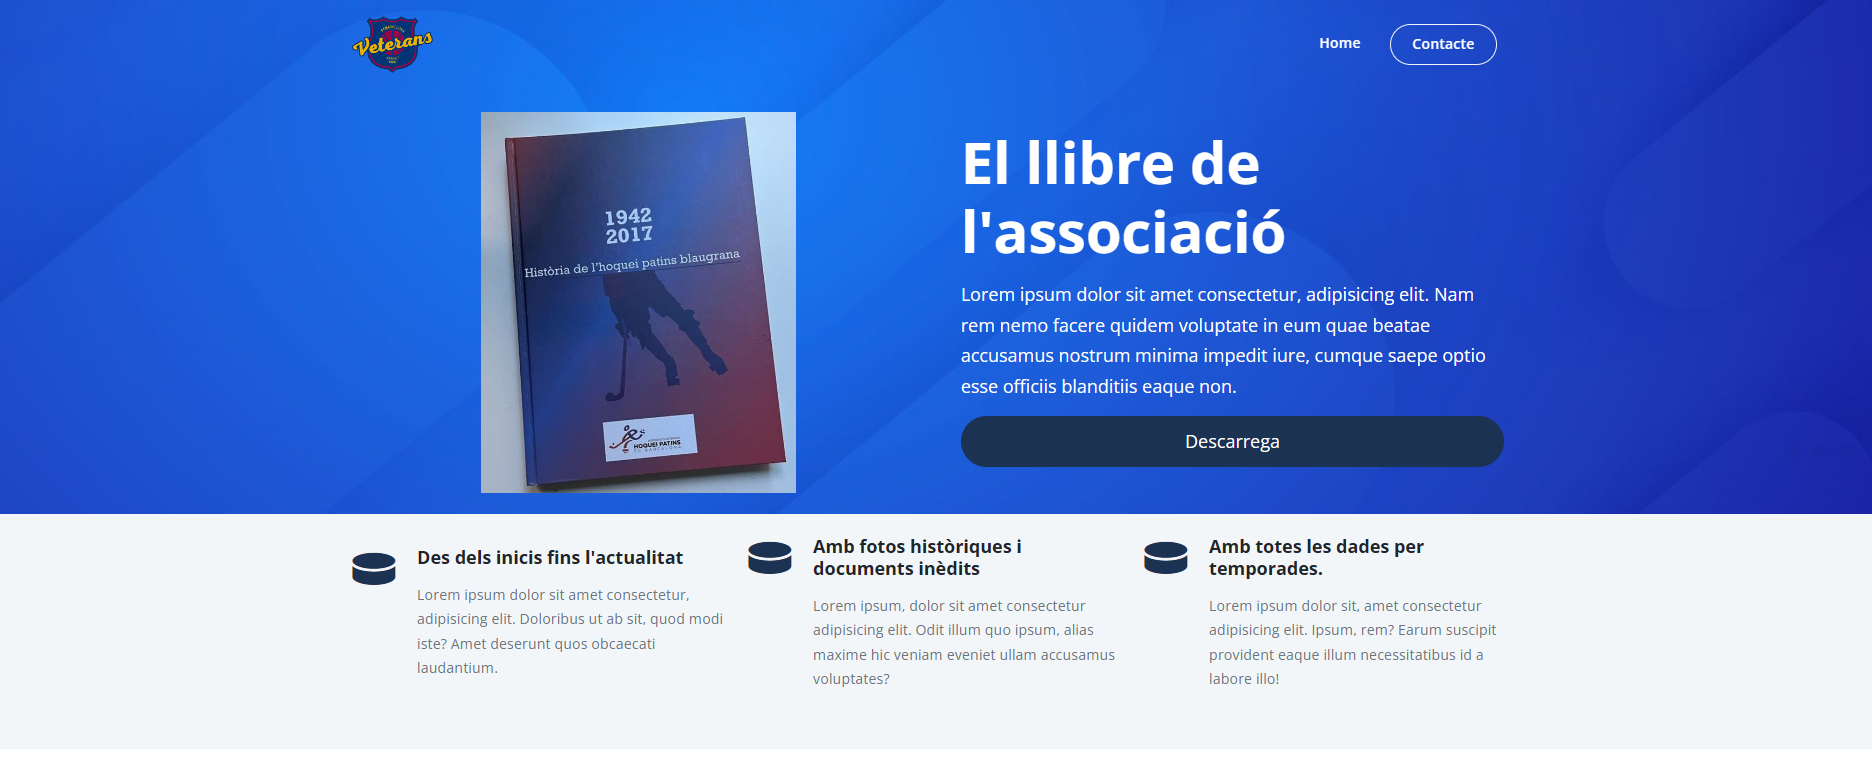 Veterans
Home
Contacte
1942
2017
Història de l'hoquei patins blaugrana
HOQUEI PATINS
El llibre de
l'associació
Lorem ipsum dolor sit amet consectetur, adipisicing elit. Nam
rem nemo facere quidem voluptate in eum quae beatae
accusamus nostrum minima impedit iure, cumque saepe optio
esse officiis blanditiis eaque non.
Descarrega
Des dels inicis fins l'actualitat
Lorem ipsum dolor sit amet consectetur,
adipisicing elit. Doloribus ut ab sit, quod modi
iste? Amet deserunt quos obcaecati
laudantium.
Amb fotos històriques i
documents inèdits
Lorem ipsum, dolor sit amet consectetur
adipisicing elit. Odit illum quo ipsum, alias
maxime hic veniam eveniet ullam accusamus
voluptates?
Amb totes les dades per
temporades.
Lorem ipsum dolor sit, amet consectetur
adipisicing elit. Ipsum, rem? Earum suscipit
provident eaque illum necessitatibus id a
labore illo!